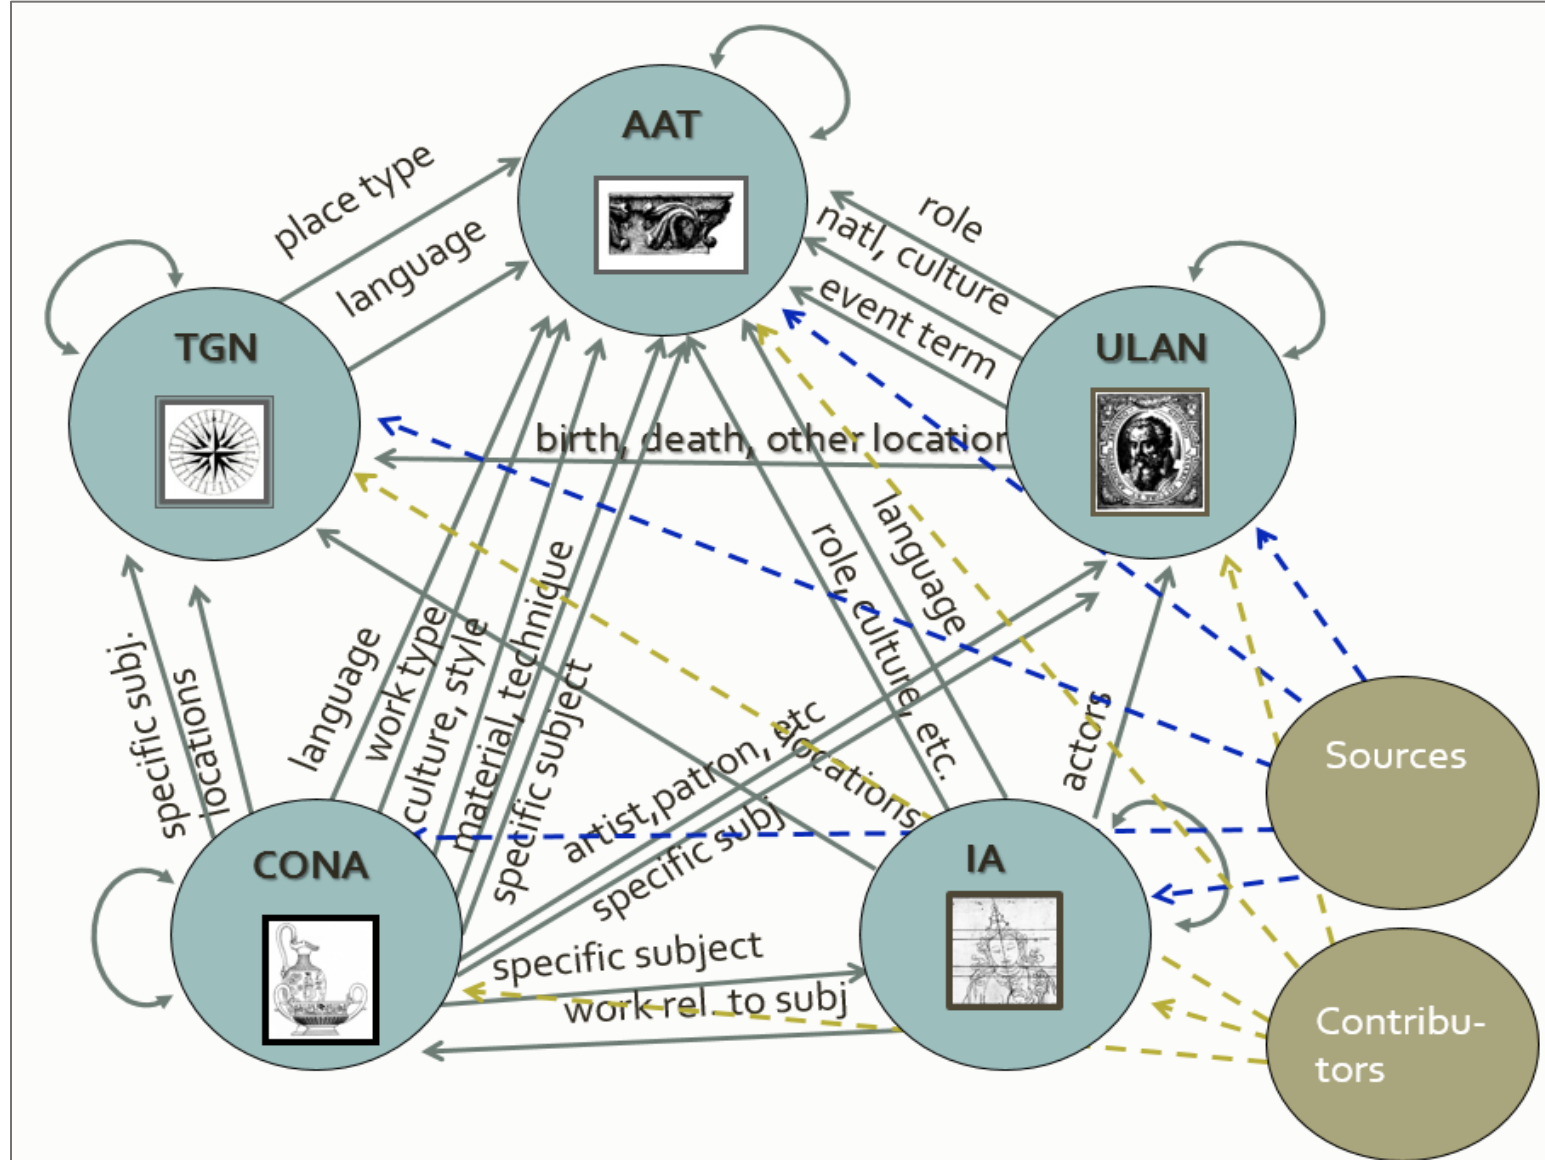 AAT
place type
language
role
natl, culture
event term
TGN
ULAN
birth, death, other location
language
role, culture, etc.
specific subj.
locations
language
work type
culture, style
material, technique
specific subject
artist,patron, etc
specific subj
locations
actors
Sources
CONA
IA
specific subject
work rel. to subj
Contribu-
tors